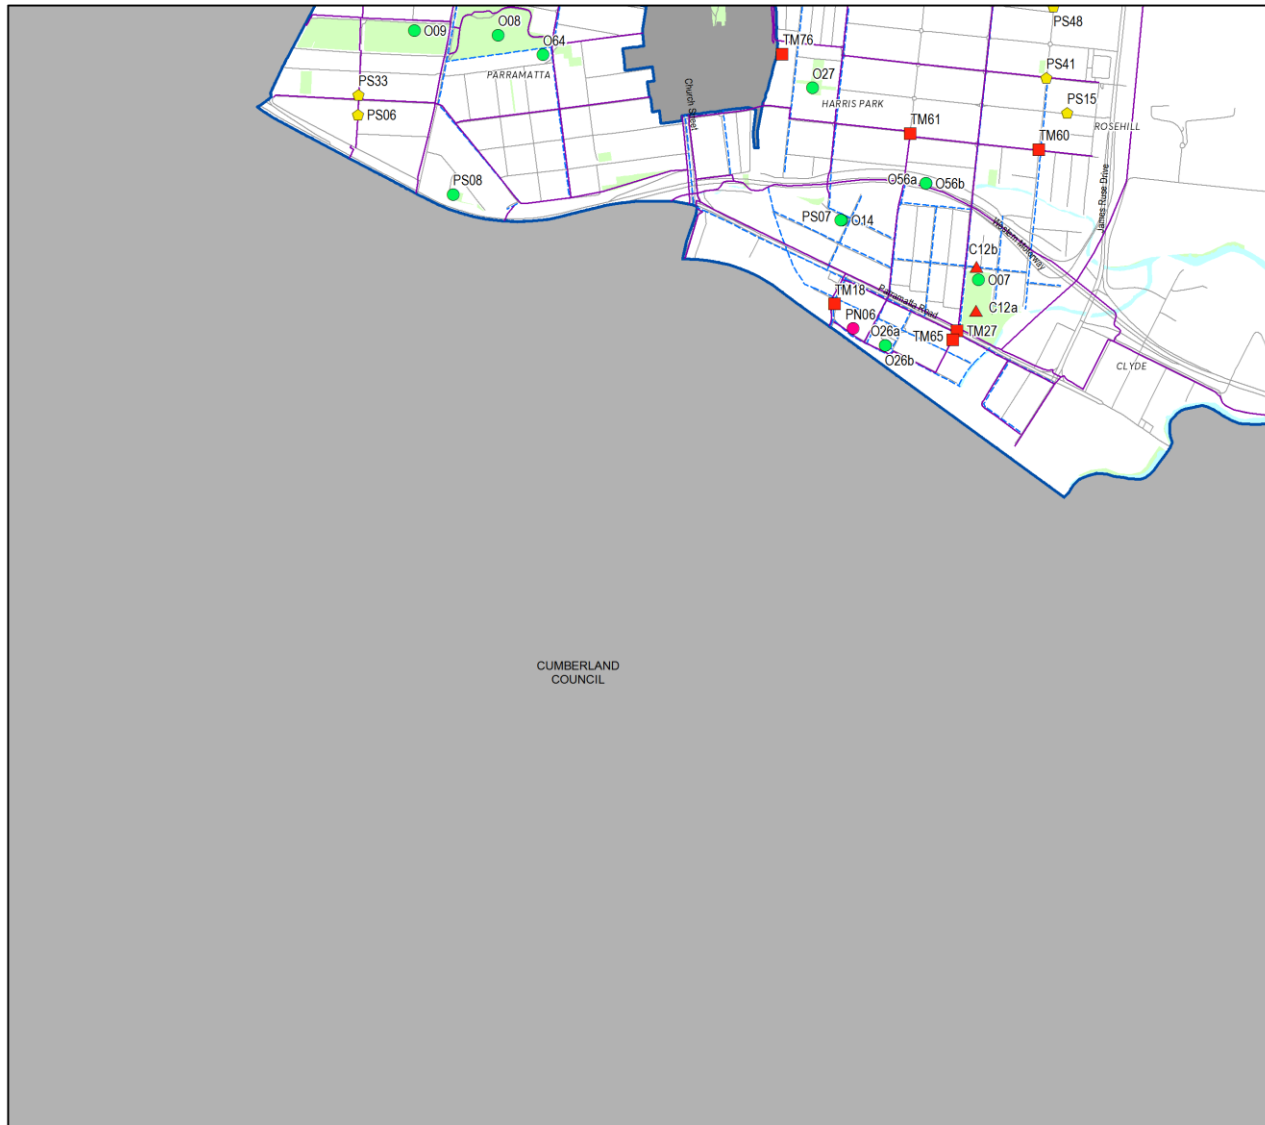 PS48
O08
O09
TM76
O64
PS41
O27
PARRAMATTA
PS33
HARRIS PARK
Church Street
PS15
PS06
TM61
ROSEHILL
TM60
PS08
O56a
O56b
James Ruse Drive
PS07
O14
Western Motorway
C12b
O07
TM18
Parramatta Road
C12a
PN06
O26a
TM65
TM27
O26b
CLYDE
CUMBERLAND
COUNCIL